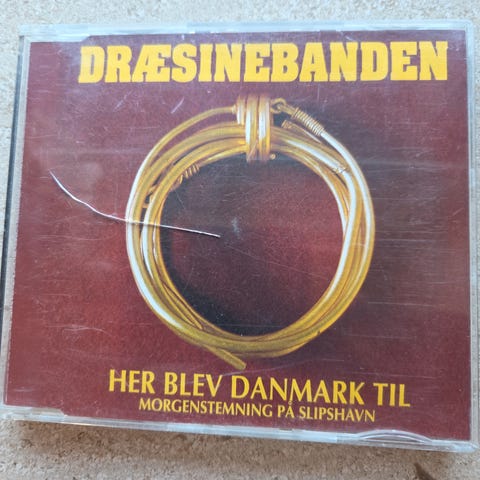 DRÆSINEBANDEN
HER BLEV DANMARK TIL
MORGENSTEMNING PÅ SLIPSHAVN